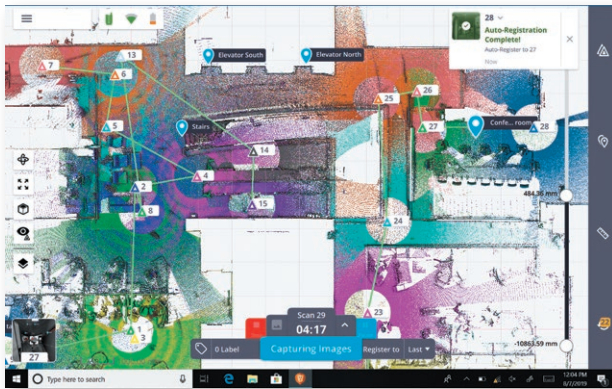 28
Auto-Registration
Complete!
Auto-Register to 27
Now
13
7
6
Elevator South
Elevator North
25
26
5
Stairs
27
Confe... room
28
14
4
2
15
8
484.36 mm
24
23
1
3
Scan 29
04:17
27
0 Label
Capturing Images
Register to
Last
-10863.59 mm
22
Type here to search
12:04 PM
8/7/2019